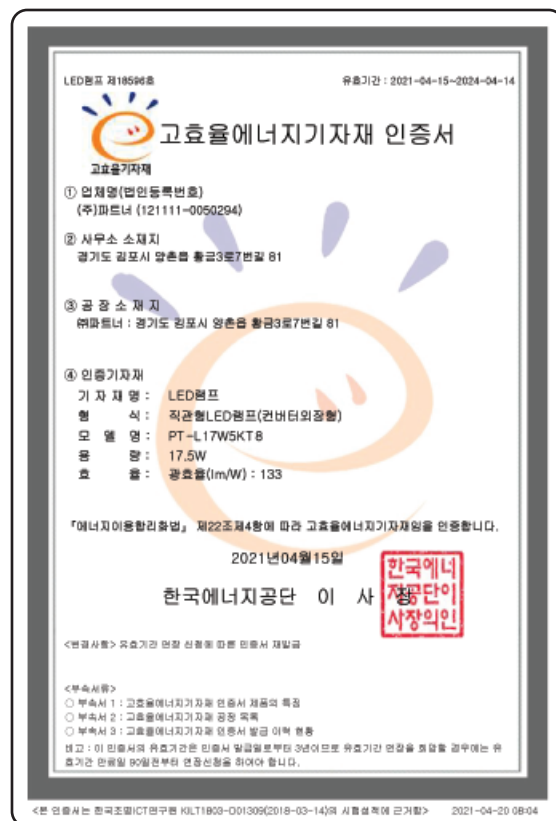 LED램프 제18596호
유효기간 : 2021-04-15~2024-04-14
고효율에너지기자재 인증서
고효율기자재
① 업체명(법인등록번호)
(주)파트너 (121111-0050294)
② 사무소 소재지
경기도 김포시 양촌읍 황금3로7번길 81
③ 공 장 소 재 지
㈜파트너 : 경기도 김포시 양촌읍 황금3로7번길 81
④ 인증기자재
기 자 재 명 : LED램프
형 식 : 직관형LED램프(컨버터외장형)
모 델 명 : PT-L17W5KT8
용 량 : 17.5W
효 율 : 광효율(lm/W) : 133
『에너지이용합리화법』 제22조제4항에 따라 고효율에너지기자재임을 인증합니다.
2021년04월15일
한국에너지공단 이 사 장
한국에너
지공단이
사장의인
<변경사항> 유효기간 연장 신청에 따른 인증서 재발급
<부속서류>
○ 부속서 1 : 고효율에너지기자재 인증서 제품의 특징
○ 부속서 2 : 고효율에너지기자재 공장 목록
○ 부속서 3 : 고효율에너지기자재 인증서 발급 이력 현황
비고 : 이 인증서의 유효기간은 인증서 발급일로부터 3년이므로 유효기간 연장을 희망할 경우에는 유
효기간 만료일 90일전부터 연장신청을 하여야 합니다.
<본 인증서는 한국조명ICT연구원 KILT1803-O01309(2018-03-14)의 시험성적에 근거함> 2021-04-20 08:04